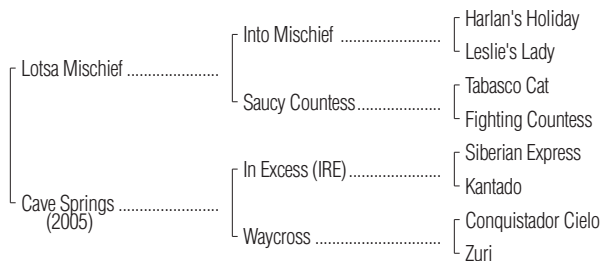 Harlan's Holiday
Into Mischief ....................
Leslie's Lady
Lotsa Mischief ......................
Tabasco Cat
Saucy Countess.................
Fighting Countess
Siberian Express
In Excess (IRE)...................
Kantado
Cave Springs ........................
(2005)
Conquistador Cielo
Waycross .........................
Zuri